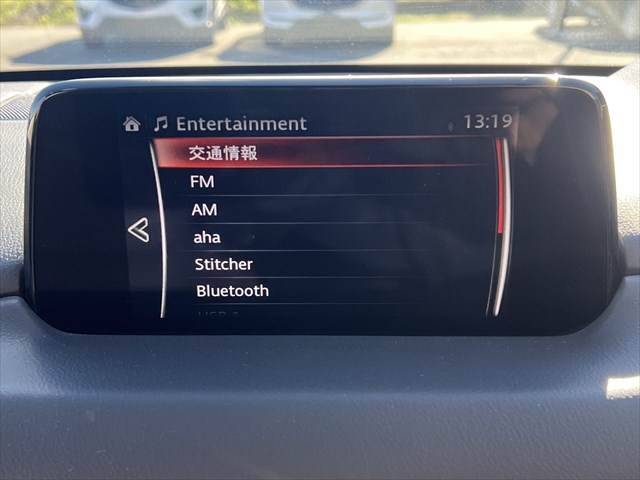 Entertainment 13:19
交通情報
FM
AM
aha
Stitcher
Bluetooth